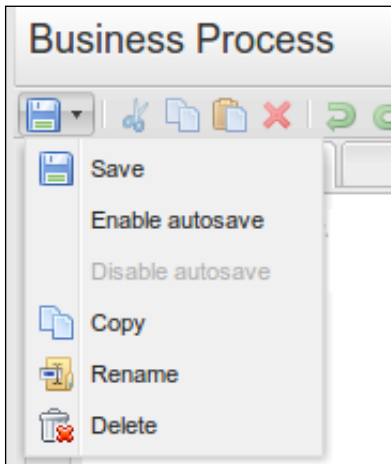 Business Process
Save
Enable autosave
Disable autosave
Copy
Rename
Delete